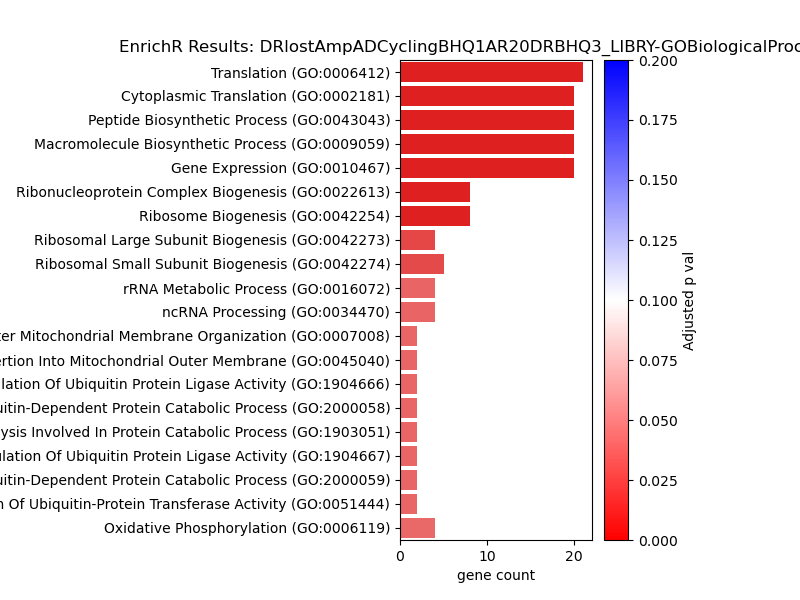 EnrichR Results: DRlostAmpADCyclingBHQ1AR20DRBHQ3_LIBRY-GOBiologicalProc
Translation (GO:0006412)
Cytoplasmic Translation (GO:0002181)
Peptide Biosynthetic Process (GO:0043043)
Macromolecule Biosynthetic Process (GO:0009059)
Gene Expression (GO:0010467)
Ribonucleoprotein Complex Biogenesis (GO:0022613)
Ribosome Biogenesis (GO:0042254)
Ribosomal Large Subunit Biogenesis (GO:0042273)
Ribosomal Small Subunit Biogenesis (GO:0042274)
rRNA Metabolic Process (GO:0016072)
ncRNA Processing (GO:0034470)
ter Mitochondrial Membrane Organization (GO:0007008)
ertion Into Mitochondrial Outer Membrane (GO:0045040)
lation Of Ubiquitin Protein Ligase Activity (GO:1904666)
uitin-Dependent Protein Catabolic Process (GO:2000058)
ysis Involved In Protein Catabolic Process (GO:1903051)
ulation Of Ubiquitin Protein Ligase Activity (GO:1904667)
uitin-Dependent Protein Catabolic Process (GO:2000059)
n Of Ubiquitin-Protein Transferase Activity (GO:0051444)
Oxidative Phosphorylation (GO:0006119)
0 10 20
gene count
0.200
0.175
0.150
0.125
0.100
0.075
0.050
0.025
0.000
Adjusted p val